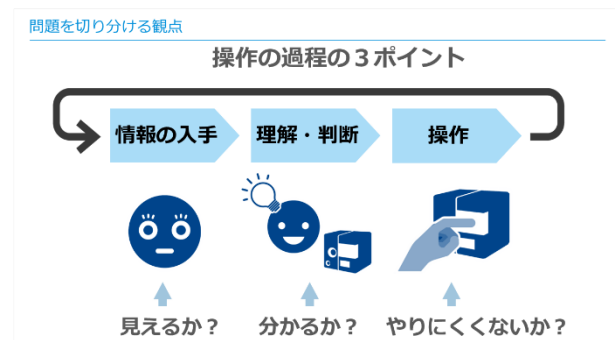 問題を切り分ける観点
操作の過程の３ポイント
情報の入手
理解・判断
操作
見えるか？
分かるか？
やりにくくないか？